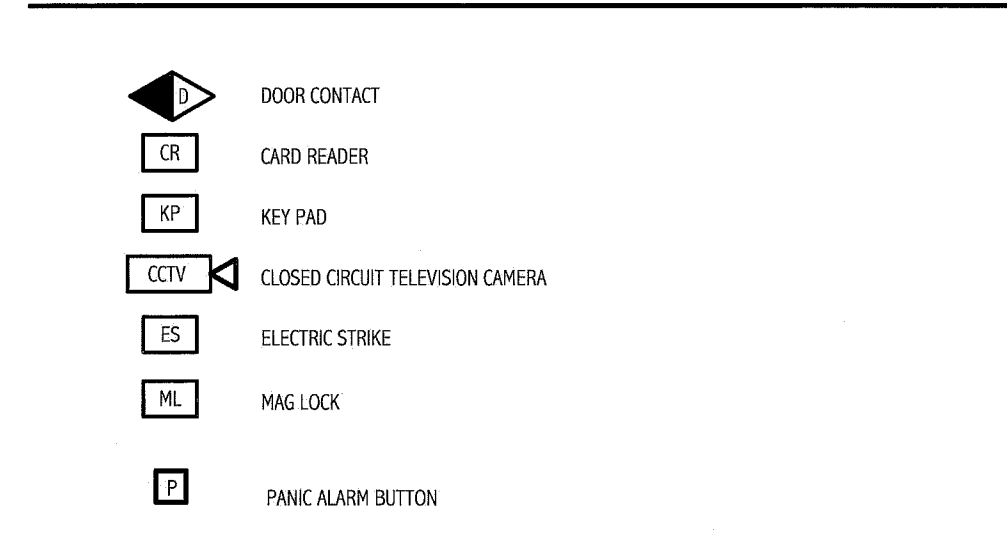 D DOOR CONTACT
CR CARD READER
KP KEY PAD
CCTV CLOSED CIRCUIT TELEVISION CAMERA
ES ELECTRIC STRIKE
ML MAG LOCK
P PANIC ALARM BUTTON